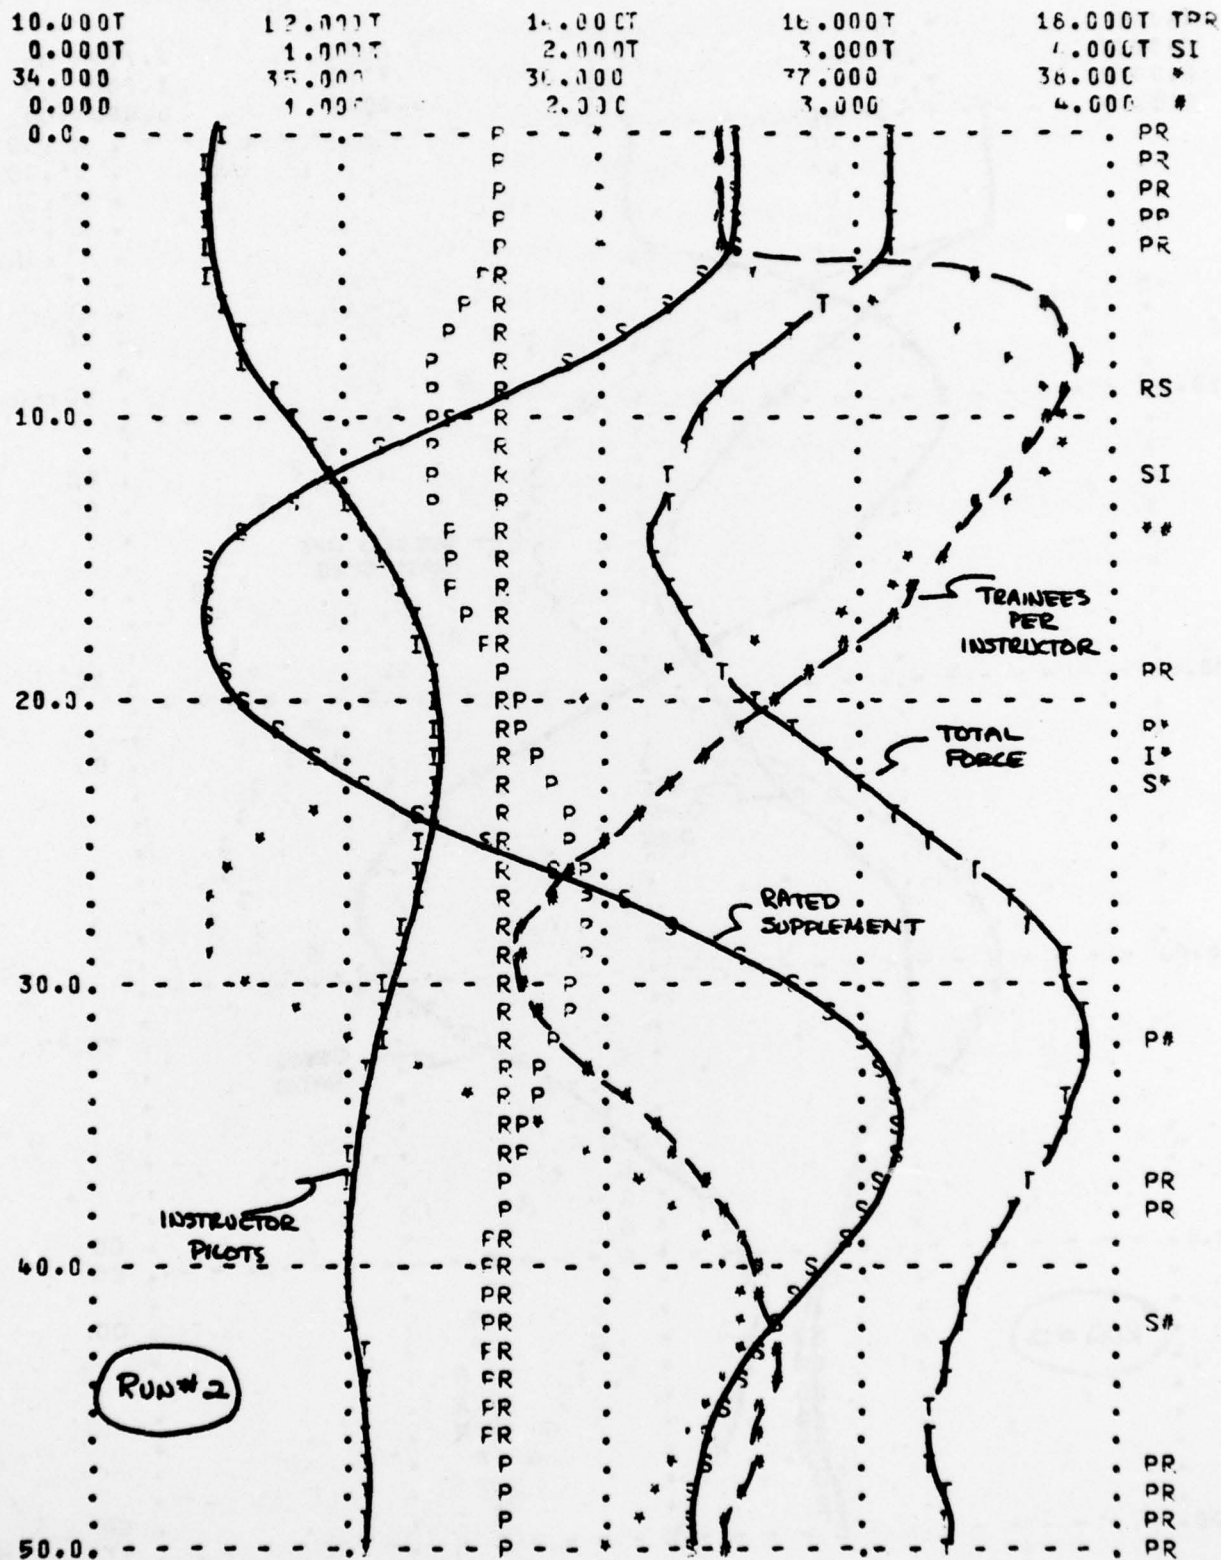 10.000T 12.000T 14.000T 16.000T 18.000T TPR
0.000T 1.000T 2.000T 3.000T 4.000T SI
34.000 35.000 36.000 37.000 38.000 *
0.000 1.000 2.000 3.000 4.000 #
0.0 PR
PR
PR
PP
PR
10.0
RS
SI
*#
TRAINEES
PER
INSTRUCTOR
PR
20.0
R*
I*
S*
TOTAL
FORCE
RATED
SUPPLEMENT
30.0
P#
INSTRUCTOR
PILOTS
PR
PR
40.0
S#
RUN #2
PR
PR
PR
50.0 PR